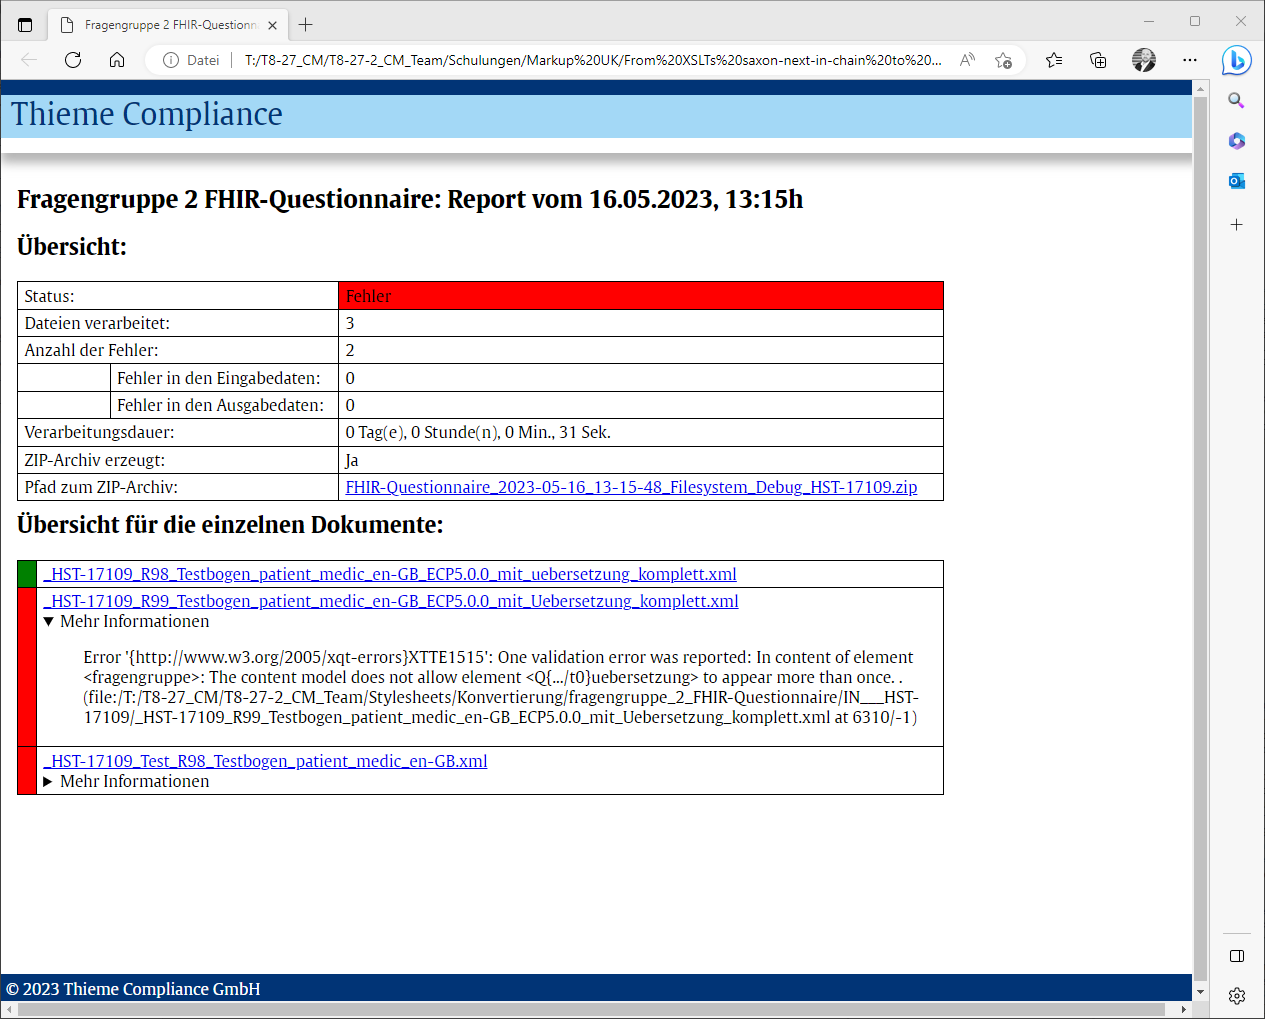 Fragengruppe 2 FHIR-Questionn
Datei
T:/T8-27_CM/T8-27-2_CM_Team/Schulungen/Markup%20UK/From%20XSLTs%20saxon-next-in-chain%20to%20...
Thieme Compliance
Fragengruppe 2 FHIR-Questionnaire: Report vom 16.05.2023, 13:15h
Übersicht:
Status: Fehler
Dateien verarbeitet: 3
Anzahl der Fehler: 2
Fehler in den Eingabedaten: 0
Fehler in den Ausgabedaten: 0
Verarbeitungsdauer: 0 Tag(e), 0 Stunde(n), 0 Min., 31 Sek.
ZIP-Archiv erzeugt: Ja
Pfad zum ZIP-Archiv: FHIR-Questionnaire_2023-05-16_13-15-48_Filesystem_Debug_HST-17109.zip
Übersicht für die einzelnen Dokumente:
_HST-17109_R98_Testbogen_patient_medic_en-GB_ECP5.0.0_mit_uebersetzung_komplett.xml
_HST-17109_R99_Testbogen_patient_medic_en-GB_ECP5.0.0_mit_Uebersetzung_komplett.xml
▼ Mehr Informationen
Error '{http://www.w3.org/2005/xqt-errors}XTTE1515': One validation error was reported: In content of element
<fragengruppe>: The content model does not allow element <Q{.../t0}uebersetzung> to appear more than once. .
(file:/T:/T8-27_CM/T8-27-2_CM_Team/Stylesheets/Konvertierung/fragengruppe_2_FHIR-Questionnaire/IN___HST-
17109/_HST-17109_R99_Testbogen_patient_medic_en-GB_ECP5.0.0_mit_Uebersetzung_komplett.xml at 6310/-1)
_HST-17109_Test_R98_Testbogen_patient_medic_en-GB.xml
▶ Mehr Informationen
© 2023 Thieme Compliance GmbH